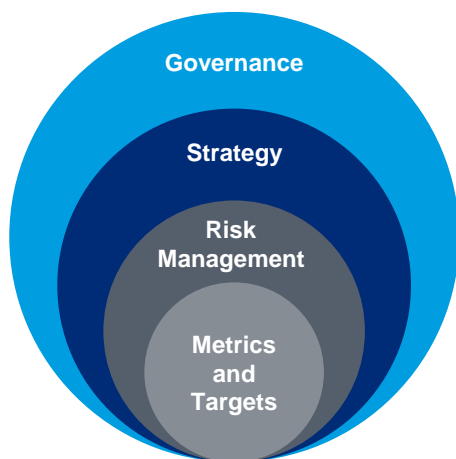 Governance
Strategy
Risk
Management
Metrics
and
Targets